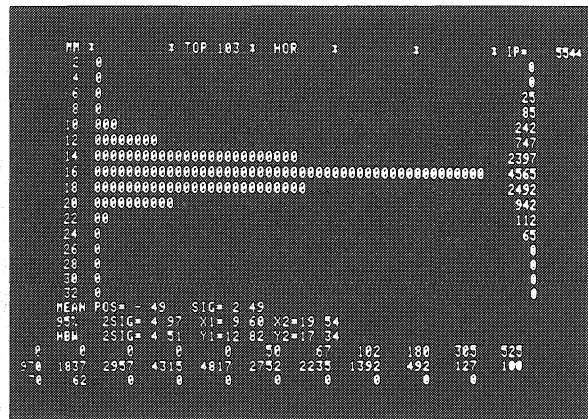 MM % % TOP 103 % HOR % % % IP= 5544
2 0 0
4 0 0
6 0 25
8 0 85
10 000 242
12 00000000 747
14 00000000000000000000000000 2397
16 00000000000000000000000000000000000000000000000000 4565
18 000000000000000000000000000 2492
20 0000000000 942
22 00 112
24 0 65
26 0 0
28 0 0
30 0 0
32 0 0
MEAN POS= - 49 SIG= 2 49
95% 2SIG= 4 97 X1= 9 60 X2=19 54
HBW 2SIG= 4 51 Y1=12 82 Y2=17 34
0 0 0 0 0 50 67 102 180 305 525
970 1837 2957 4315 4817 2752 2235 1392 492 127 100
70 62 0 0 0 0 0 0 0 0